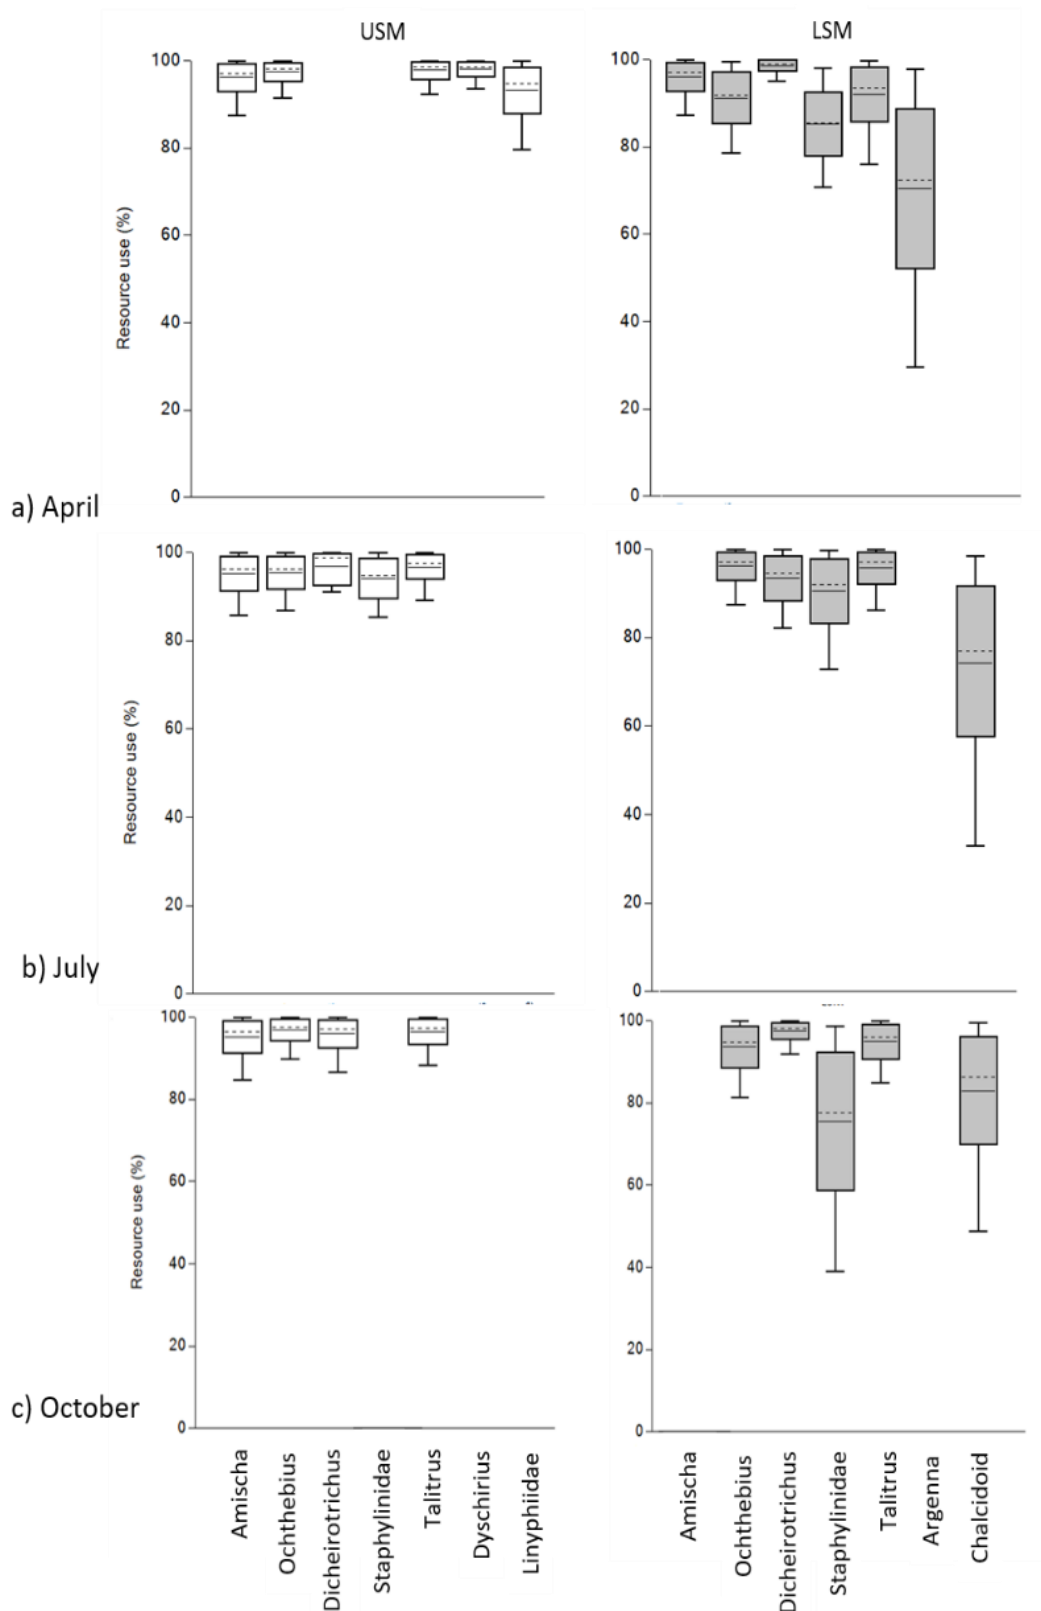 USM
LSM
100
80
60
40
20
0
Resource use (%)
100
80
60
40
20
0
a) April
100
80
60
40
20
0
Resource use (%)
100
80
60
40
20
0
b) July
100
80
60
40
20
0
Resource use (%)
100
80
60
40
20
0
c) October
Amischa
Ochthebius
Dicheirotrichus
Staphylinidae
Talitrus
Dyschirius
Linyphiidae
Amischa
Ochthebius
Dicheirotrichus
Staphylinidae
Talitrus
Argenna
Chalcidoid